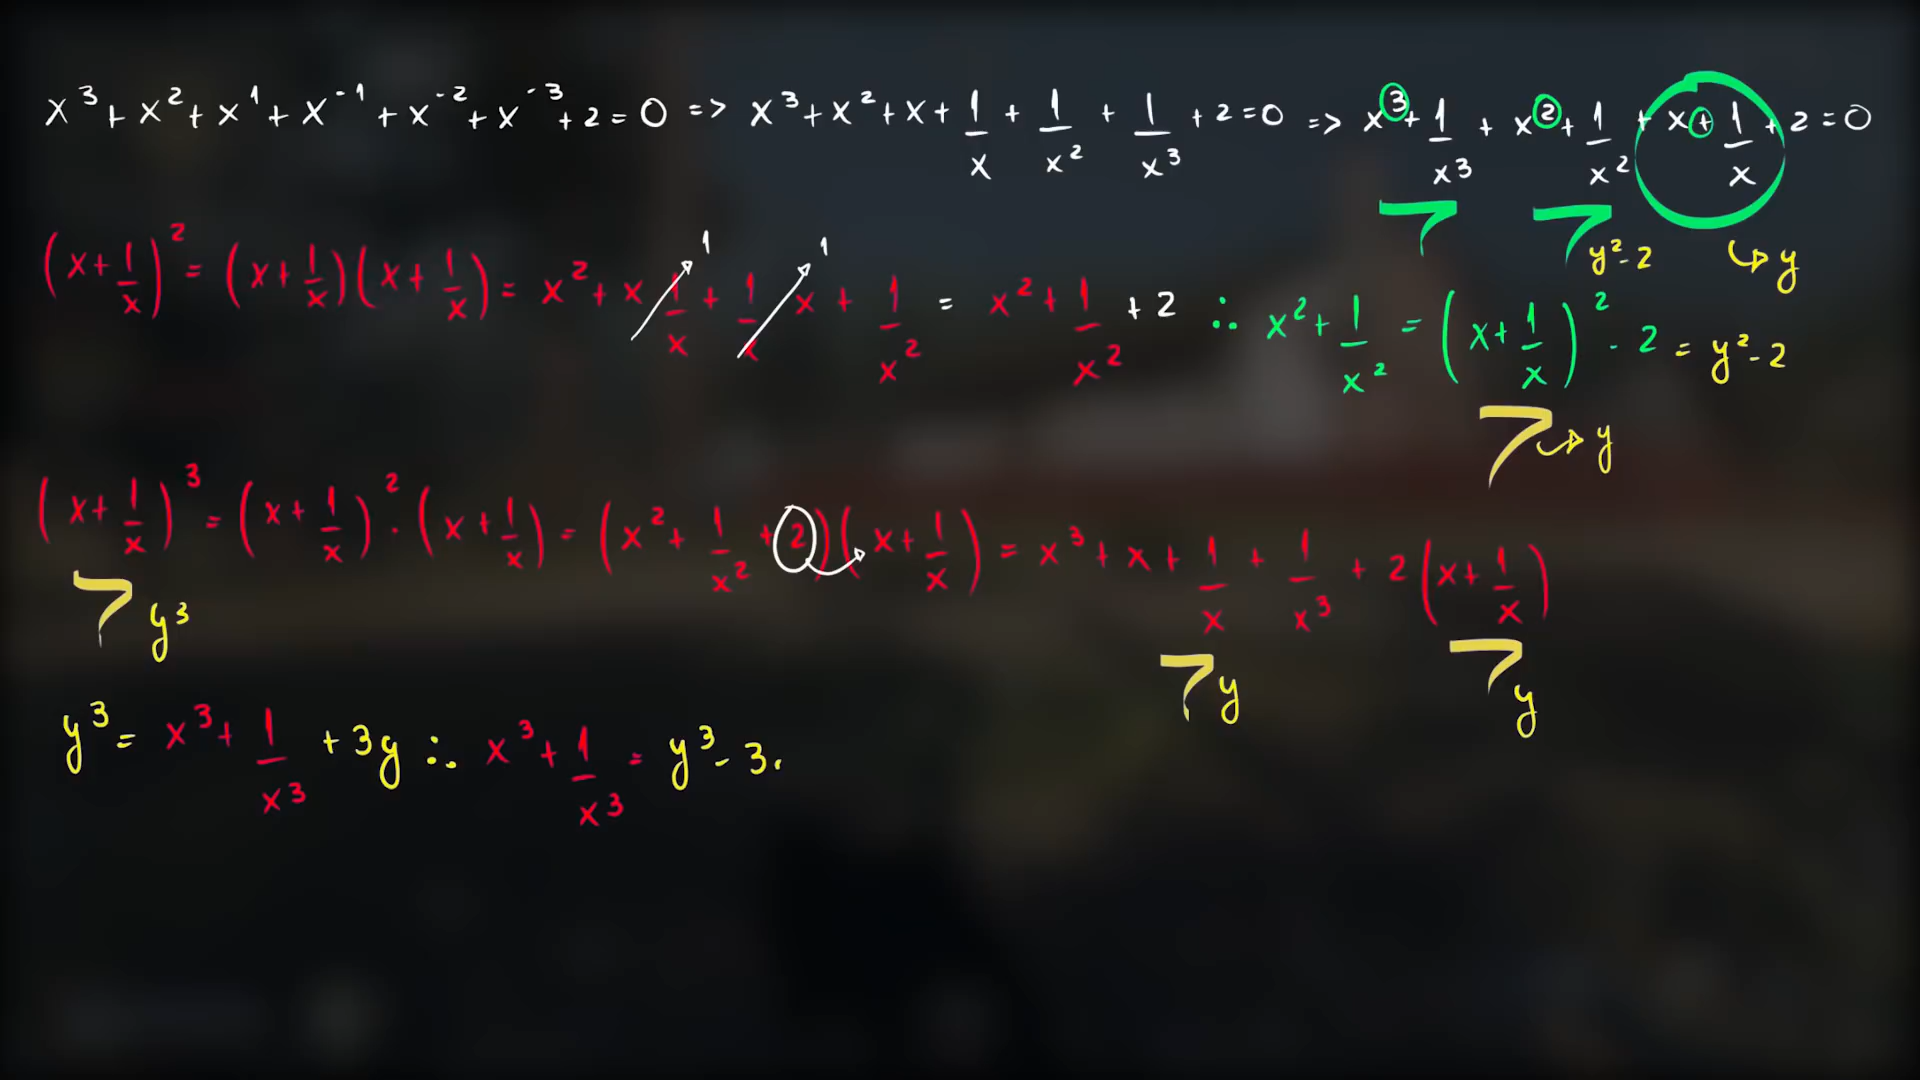 x³ + x² + x¹ + x⁻¹ + x⁻² + x⁻³ + 2 = 0 => x³ + x² + x + 1/x + 1/x² + 1/x³ + 2 = 0 => x³ + 1/x³ + x² + 1/x² + x + 1/x + 2 = 0
y² - 2 ↪ y
(x + 1/x)² = (x + 1/x)(x + 1/x) = x² + x 1/x + 1/x x + 1/x² = x² + 1/x² + 2 ∴ x² + 1/x² = (x + 1/x)² - 2 = y² - 2
1 1
↪ y
(x + 1/x)³ = (x + 1/x)² · (x + 1/x) = (x² + 1/x² + 2)(x + 1/x) = x³ + x + 1/x + 1/x³ + 2(x + 1/x)
y³ y y
y³ = x³ + 1/x³ + 3y ∴ x³ + 1/x³ = y³ - 3